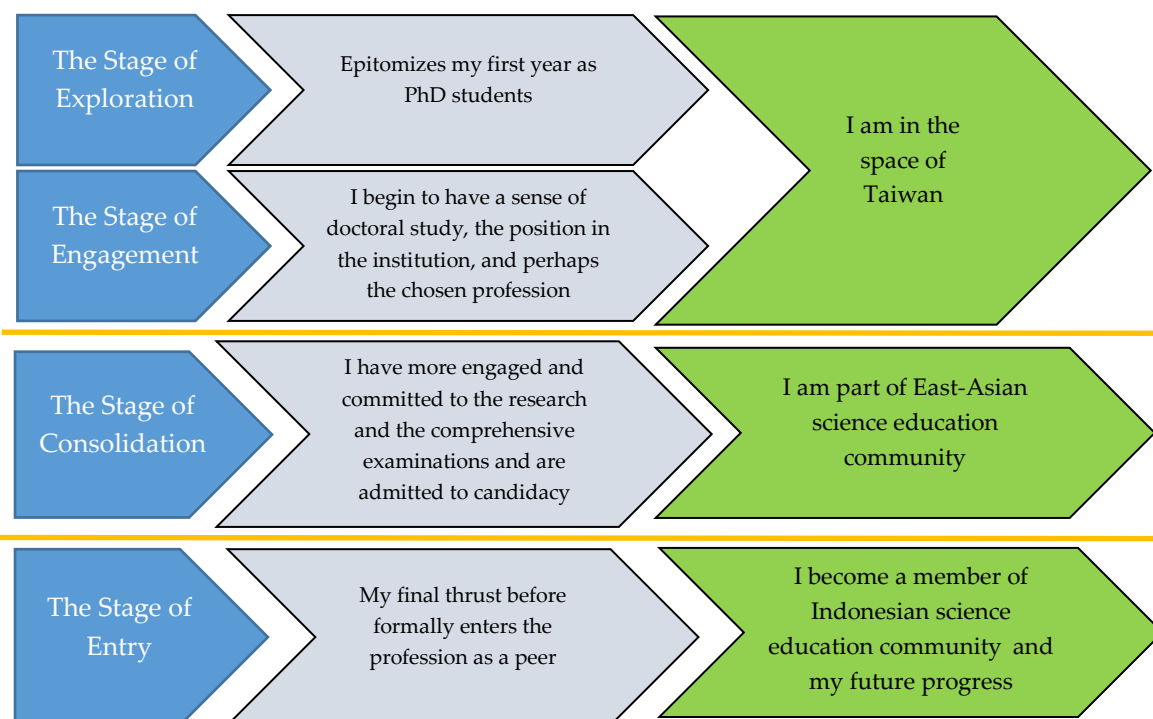 The Stage of
Exploration
Epitomizes my first year as
PhD students
I am in the
space of
Taiwan
The Stage of
Engagement
I begin to have a sense of
doctoral study, the position in
the institution, and perhaps
the chosen profession
The Stage of
Consolidation
I have more engaged and
committed to the research
and the comprehensive
examinations and are
admitted to candidacy
I am part of East-Asian
science education
community
The Stage of
Entry
My final thrust before
formally enters the
profession as a peer
I become a member of
Indonesian science
education community and
my future progress